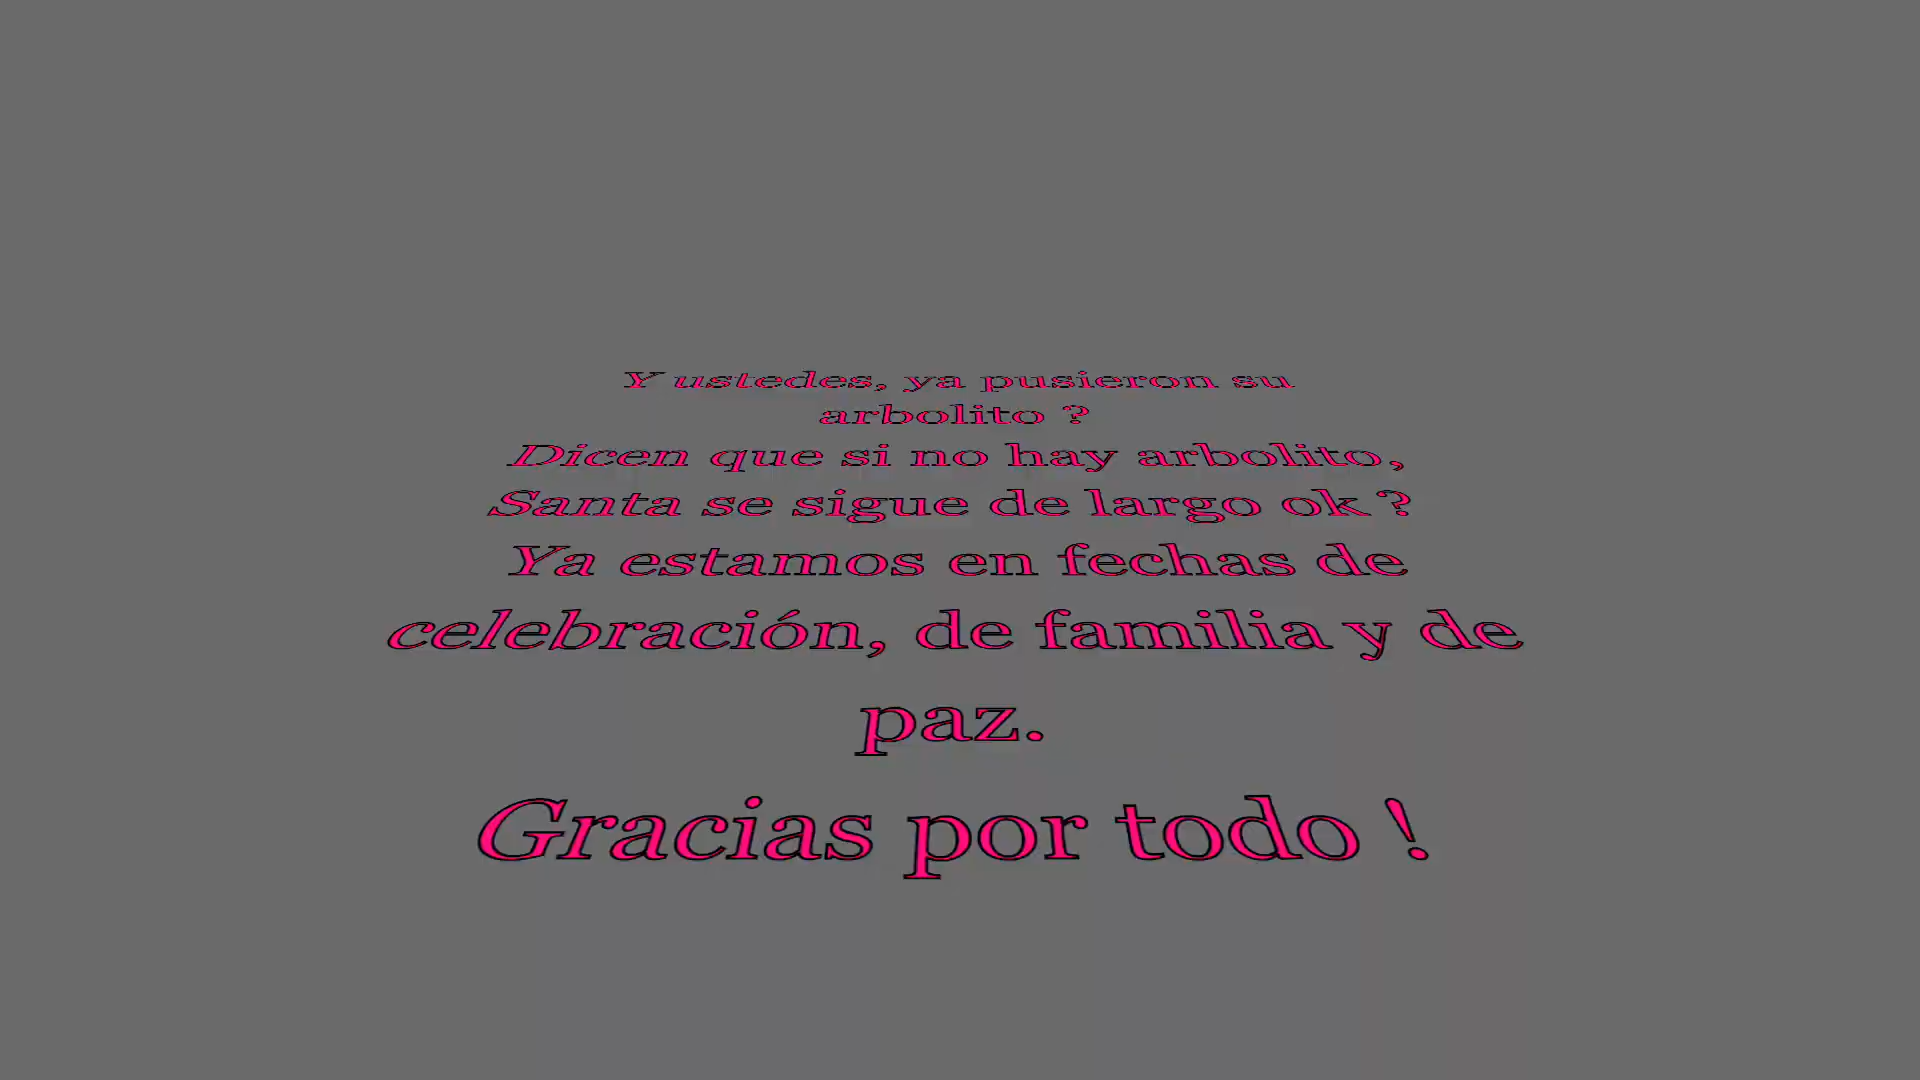 Y ustedes, ya pusieron su
arbolito ?
Dicen que si no hay arbolito,
Santa se sigue de largo ok ?
Ya estamos en fechas de
celebración, de familia y de
paz.
Gracias por todo !